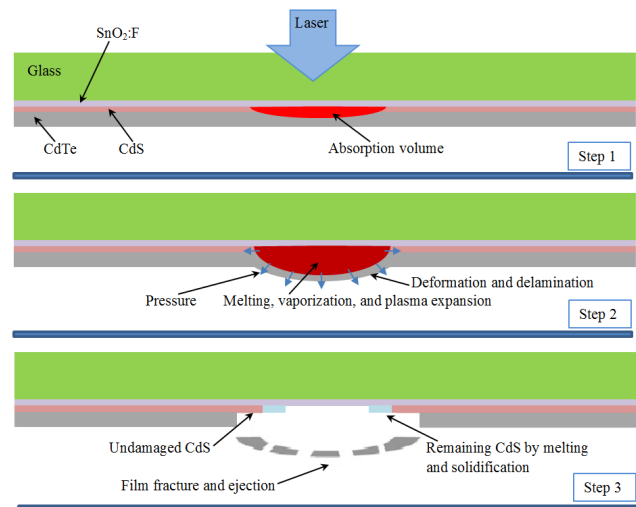 SnO2:F
Laser
Glass
CdTe
CdS
Absorption volume
Step 1
Pressure
Melting, vaporization, and plasma expansion
Deformation and delamination
Step 2
Undamaged CdS
Remaining CdS by melting
and solidification
Film fracture and ejection
Step 3